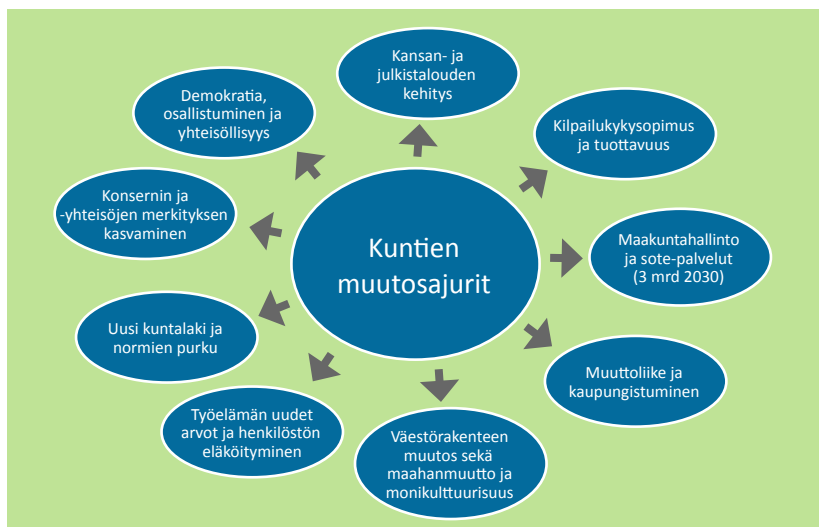 Kansan- ja
julkistalouden
kehitys
Demokratia,
osallistuminen ja
yhteisöllisyys
Kilpailukykysopimus
ja tuottavuus
Konsernin ja
-yhteisöjen merkityksen
kasvaminen
Kuntien
muutosajurit
Maakuntahallinto
ja sote-palvelut
(3 mrd 2030)
Uusi kuntalaki ja
normien purku
Muuttoliike ja
kaupungistuminen
Työelämän uudet
arvot ja henkilöstön
eläköityminen
Väestörakenteen
muutos sekä
maahanmuutto ja
monikulttuurisuus